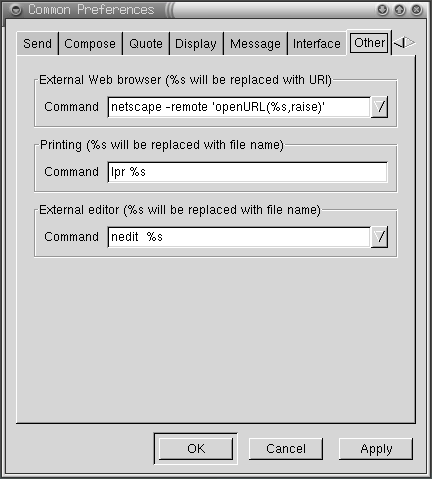 Common Preferences
Send Compose Quote Display Message Interface Other
External Web browser (%s will be replaced with URI)
Command netscape -remote 'openURL(%s,raise)'
Printing (%s will be replaced with file name)
Command lpr %s
External editor (%s will be replaced with file name)
Command nedit %s
OK Cancel Apply